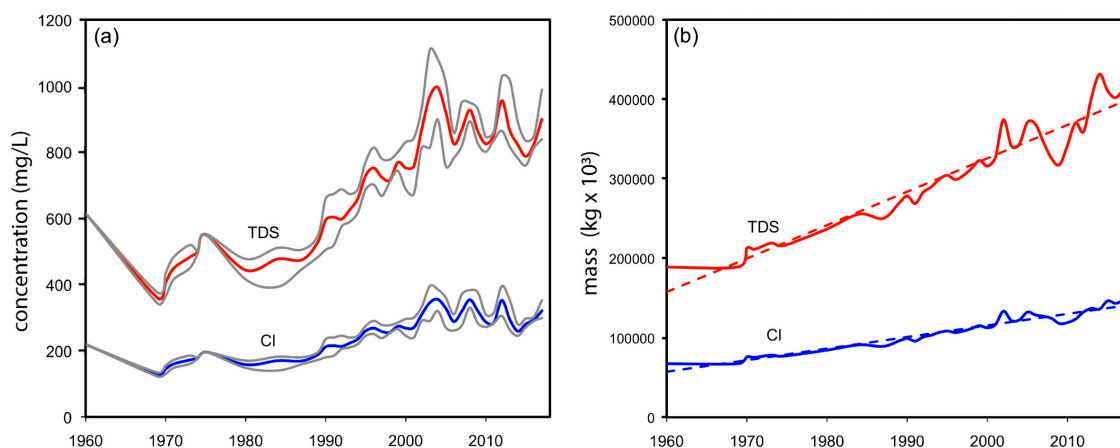 (a)
concentration (mg/L)
1200
1000
800
600
400
200
0
TDS
Cl
1960 1970 1980 1990 2000 2010
(b)
mass (kg x 10³)
500000
400000
300000
200000
100000
0
TDS
Cl
1960 1970 1980 1990 2000 2010